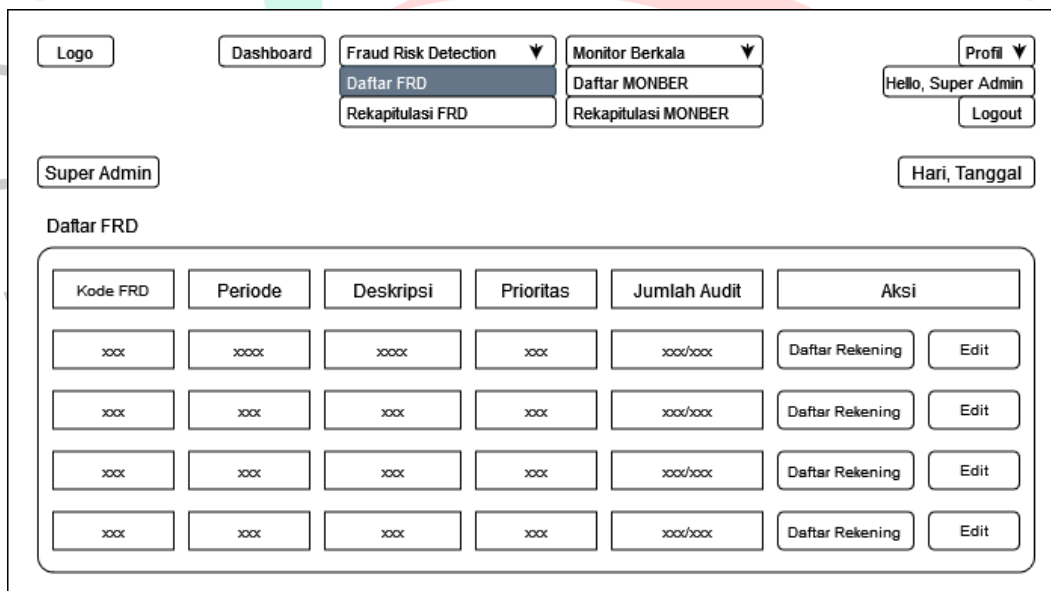 Logo Dashboard Fraud Risk Detection Monitor Berkala Profil
Daftar FRD Daftar MONBER Hello, Super Admin
Rekapitulasi FRD Rekapitulasi MONBER Logout
Super Admin Hari, Tanggal
Daftar FRD
Kode FRD Periode Deskripsi Prioritas Jumlah Audit Aksi
xxx xxxx xxxx xxx xxx/xxx Daftar Rekening Edit
xxx xxx xxx xxx xxx/xxx Daftar Rekening Edit
xxx xxx xxx xxx xxx/xxx Daftar Rekening Edit
xxx xxx xxx xxx xxx/xxx Daftar Rekening Edit